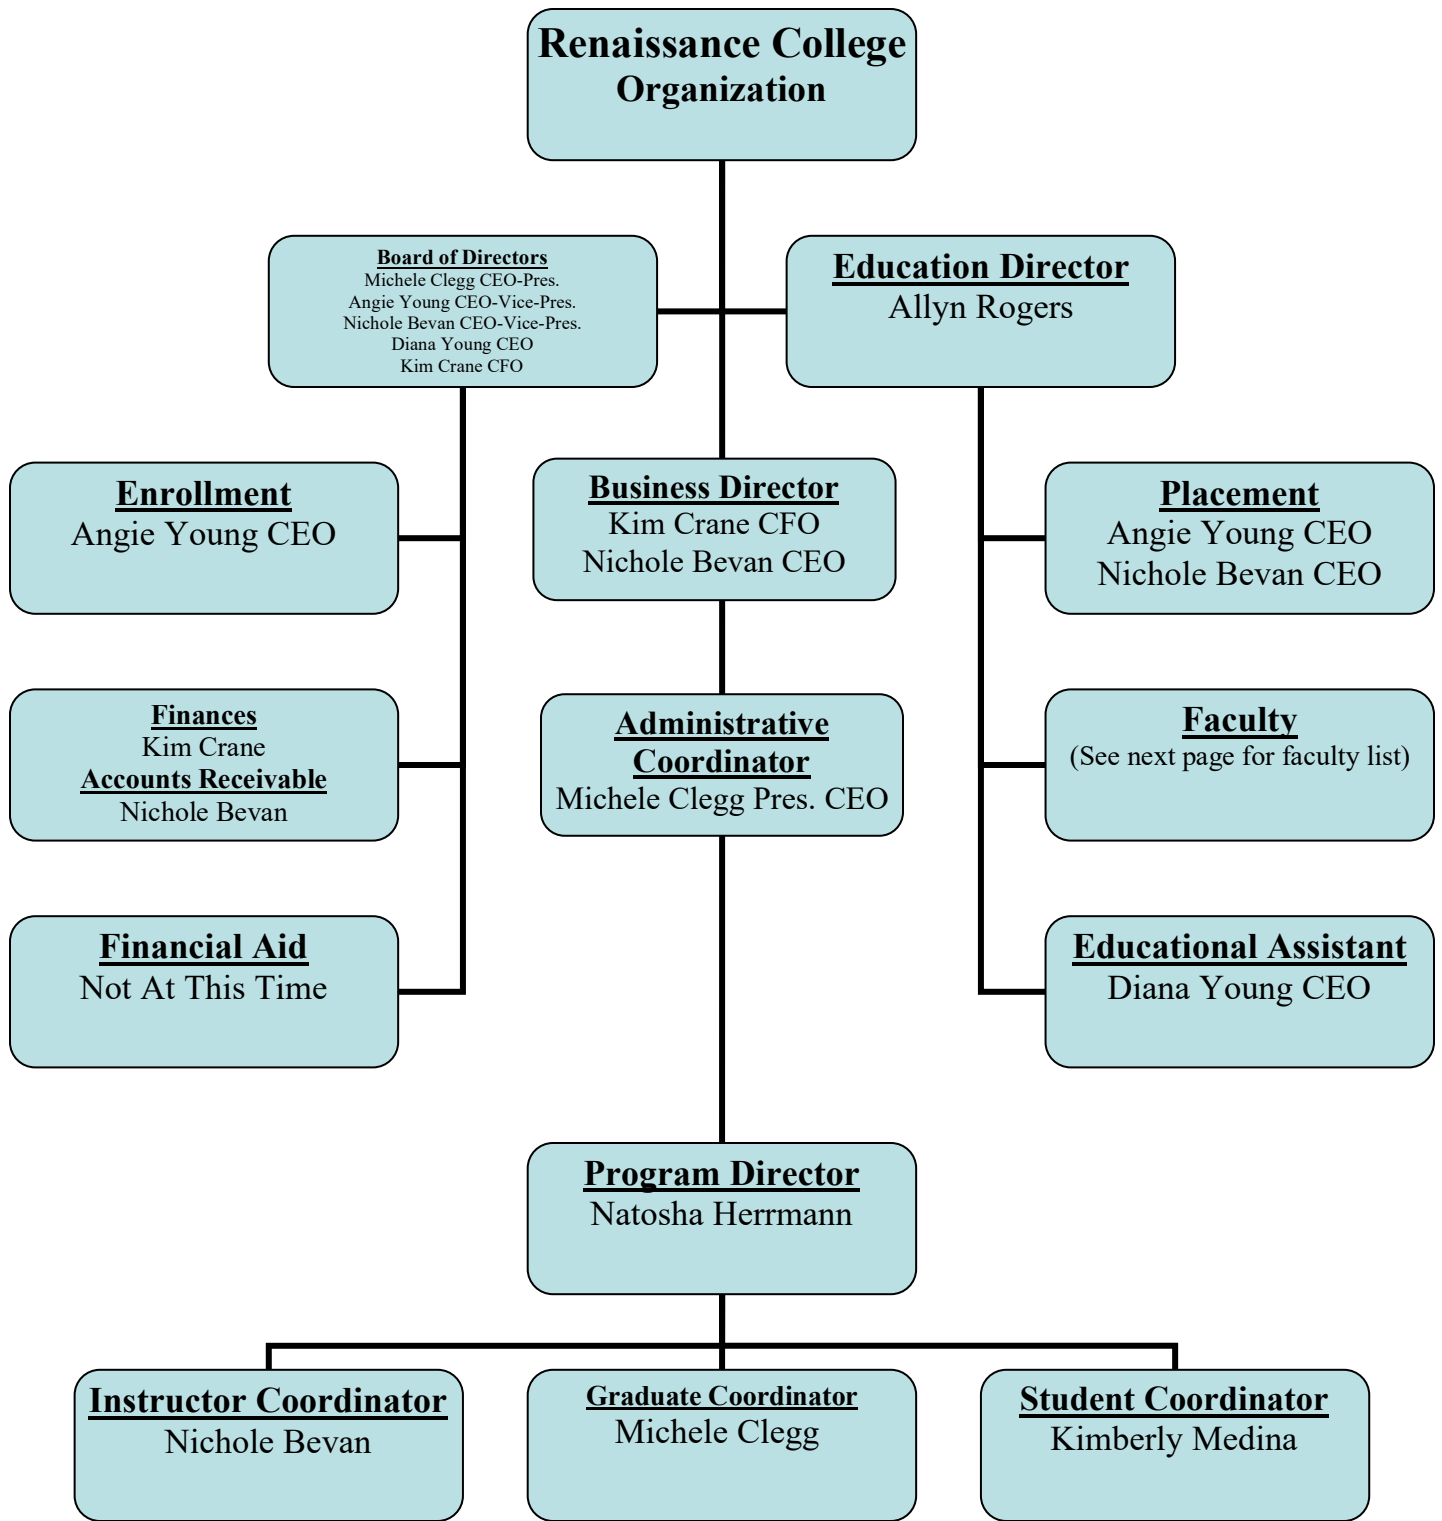 Renaissance College
Organization
Board of Directors
Michele Clegg CEO-Pres.
Angie Young CEO-Vice-Pres.
Nichole Bevan CEO-Vice-Pres.
Diana Young CEO
Kim Crane CFO
Education Director
Allyn Rogers
Enrollment
Angie Young CEO
Business Director
Kim Crane CFO
Nichole Bevan CEO
Placement
Angie Young CEO
Nichole Bevan CEO
Finances
Kim Crane
Accounts Receivable
Nichole Bevan
Administrative
Coordinator
Michele Clegg Pres. CEO
Faculty
(See next page for faculty list)
Financial Aid
Not At This Time
Educational Assistant
Diana Young CEO
Program Director
Natosha Herrmann
Instructor Coordinator
Nichole Bevan
Graduate Coordinator
Michele Clegg
Student Coordinator
Kimberly Medina